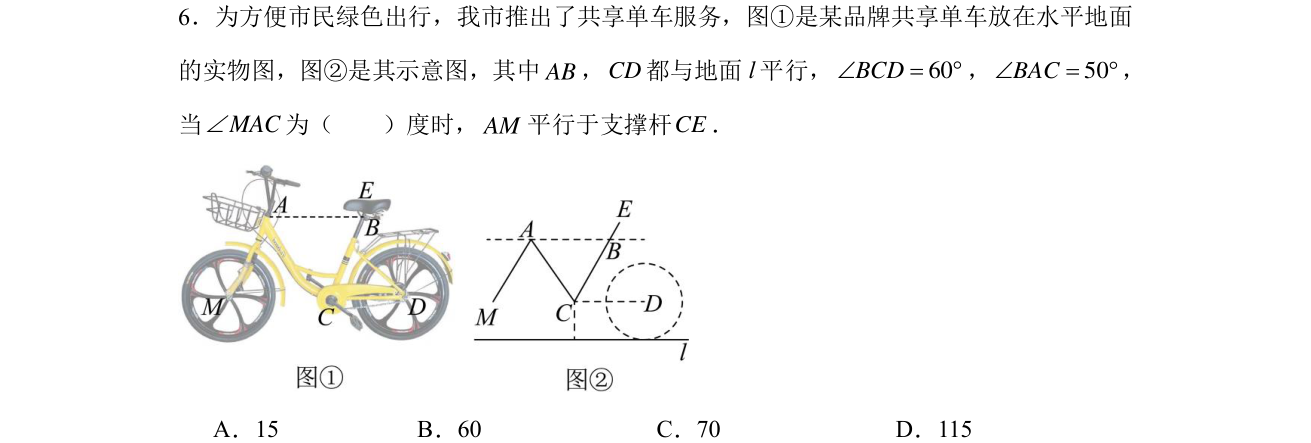 6．为方便市民绿色出行，我市推出了共享单车服务，图①是某品牌共享单车放在水平地面
的实物图，图②是其示意图，其中AB，CD都与地面l平行，∠BCD=60°，∠BAC=50°，
当∠MAC为（　　）度时，AM平行于支撑杆CE．
E
A
B
M
C
D
图①
E
A
B
M
C
D
l
图②
A．15 B．60 C．70 D．115